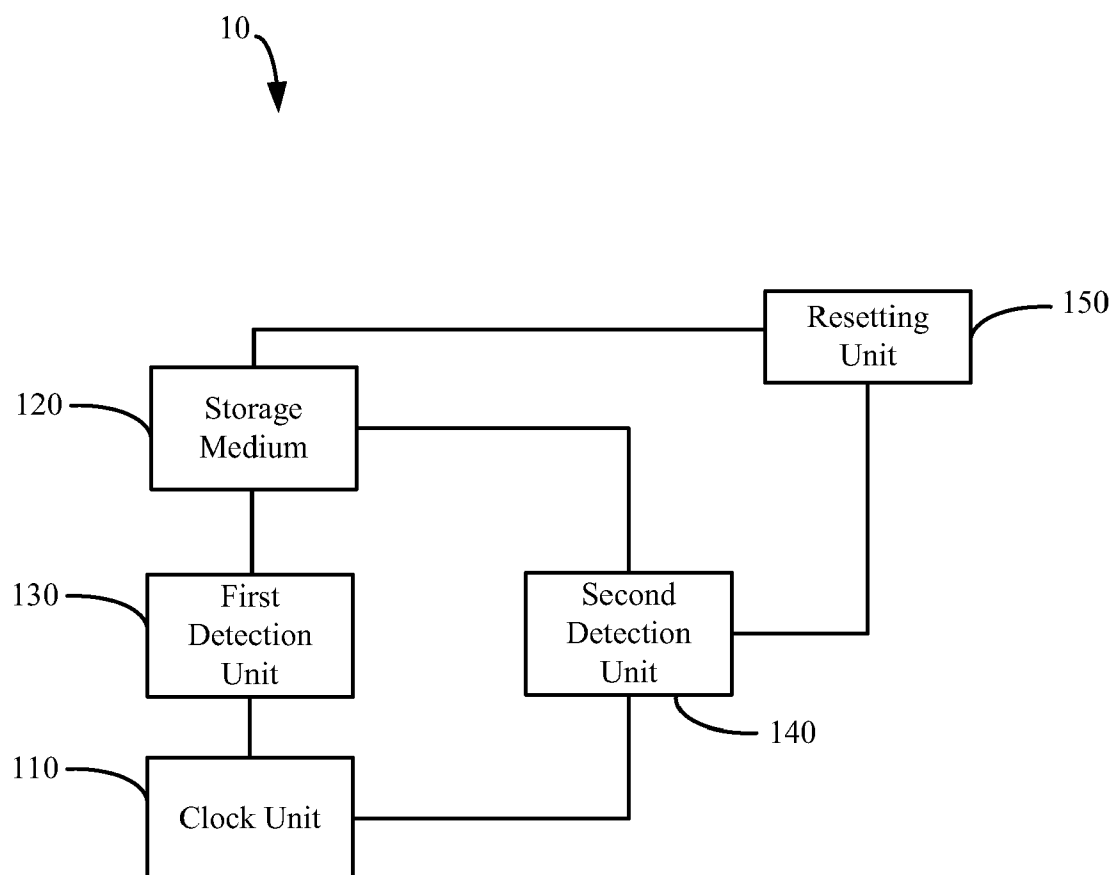 10
Resetting
Unit
150
120
Storage
Medium
130
First
Detection
Unit
Second
Detection
Unit
140
110
Clock Unit